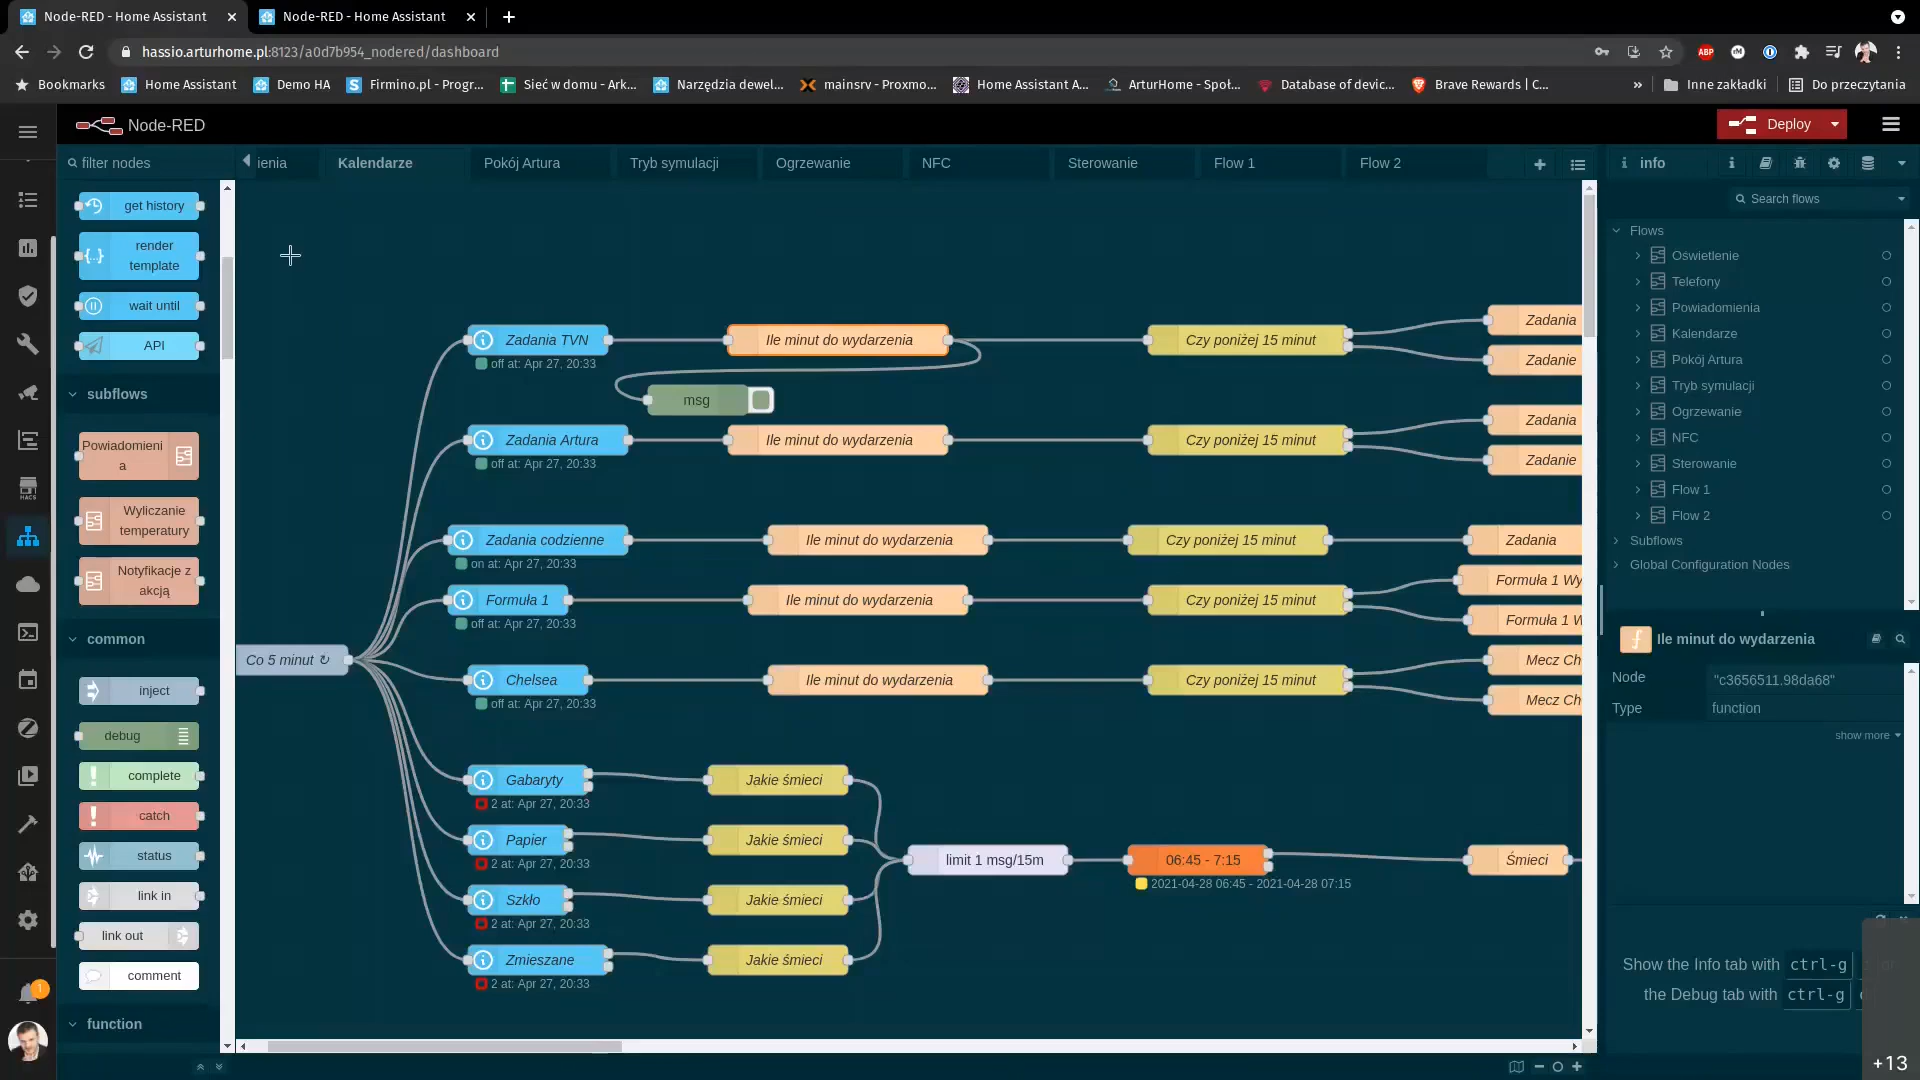 Node-RED - Home Assistant
Node-RED - Home Assistant
hassio.arturhome.pl:8123/a0d7b954_nodered/dashboard
Bookmarks
Home Assistant
Demo HA
Firmino.pl - Progr...
Sieć w domu - Ark...
Narzędzia dewel...
mainsrv - Proxmo...
Home Assistant A...
ArturHome - Społ...
Database of devic...
Brave Rewards | C...
»
Inne zakładki
Do przeczytania
Node-RED
Deploy
filter nodes
ienia
Kalendarze
Pokój Artura
Tryb symulacji
Ogrzewanie
NFC
Sterowanie
Flow 1
Flow 2
get history
render
template
wait until
API
subflows
Powiadomieni
a
Wyliczanie
temperatury
Notyfikacje z
akcją
common
inject
debug
complete
catch
status
link in
link out
comment
function
HACS
1
Co 5 minut ↻
Zadania TVN
off at: Apr 27, 20:33
Ile minut do wydarzenia
Czy poniżej 15 minut
Zadania
Zadanie
msg
Zadania Artura
off at: Apr 27, 20:33
Ile minut do wydarzenia
Czy poniżej 15 minut
Zadania
Zadanie
Zadania codzienne
on at: Apr 27, 20:33
Ile minut do wydarzenia
Czy poniżej 15 minut
Zadania
Formuła 1
off at: Apr 27, 20:33
Ile minut do wydarzenia
Czy poniżej 15 minut
Formuła 1 Wy
Formuła 1 W
Chelsea
off at: Apr 27, 20:33
Ile minut do wydarzenia
Czy poniżej 15 minut
Mecz Ch
Mecz Ch
Gabaryty
2 at: Apr 27, 20:33
Jakie śmieci
Papier
2 at: Apr 27, 20:33
Jakie śmieci
Szkło
2 at: Apr 27, 20:33
Jakie śmieci
Zmieszane
2 at: Apr 27, 20:33
Jakie śmieci
limit 1 msg/15m
06:45 - 7:15
2021-04-28 06:45 - 2021-04-28 07:15
Śmieci
info
Search flows
Flows
Oświetlenie
Telefony
Powiadomienia
Kalendarze
Pokój Artura
Tryb symulacji
Ogrzewanie
NFC
Sterowanie
Flow 1
Flow 2
Subflows
Global Configuration Nodes
Ile minut do wydarzenia
Node "c3656511.98da68"
Type function
show more
Show the Info tab with ctrl-g
the Debug tab with ctrl-g
+13
ABP